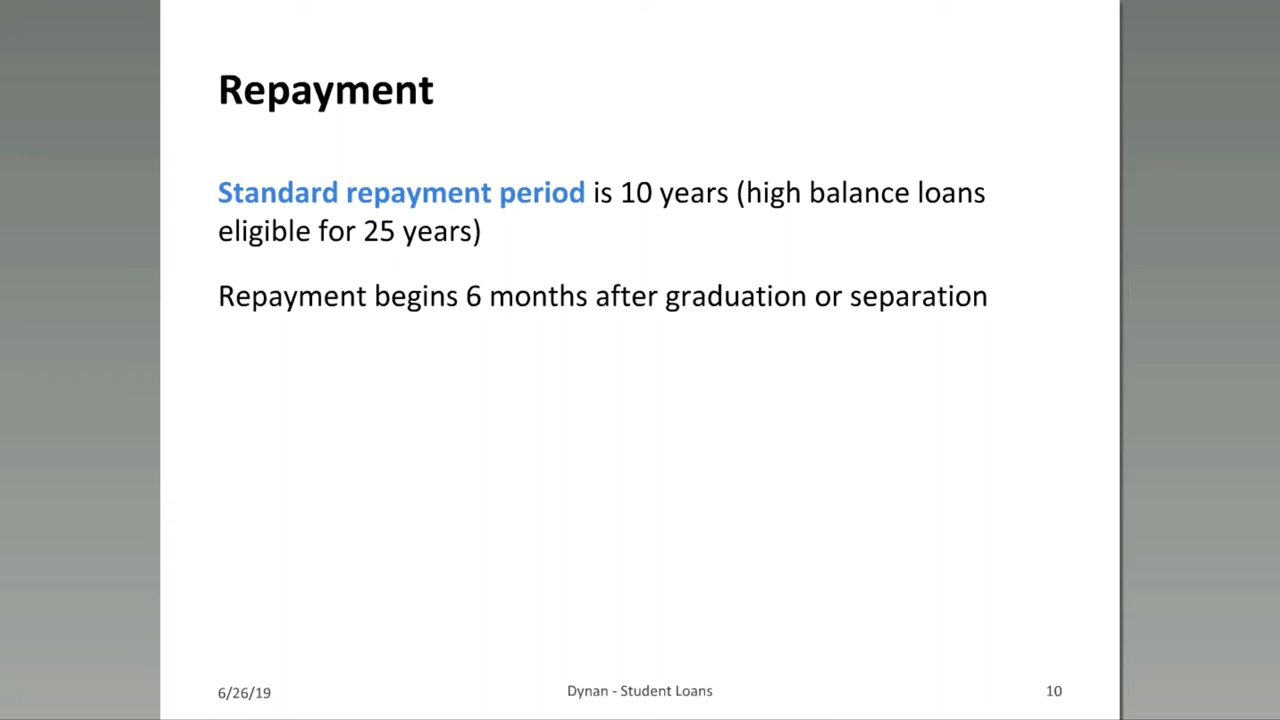 Repayment
Standard repayment period is 10 years (high balance loans
eligible for 25 years)
Repayment begins 6 months after graduation or separation
6/26/19
Dynan - Student Loans
10